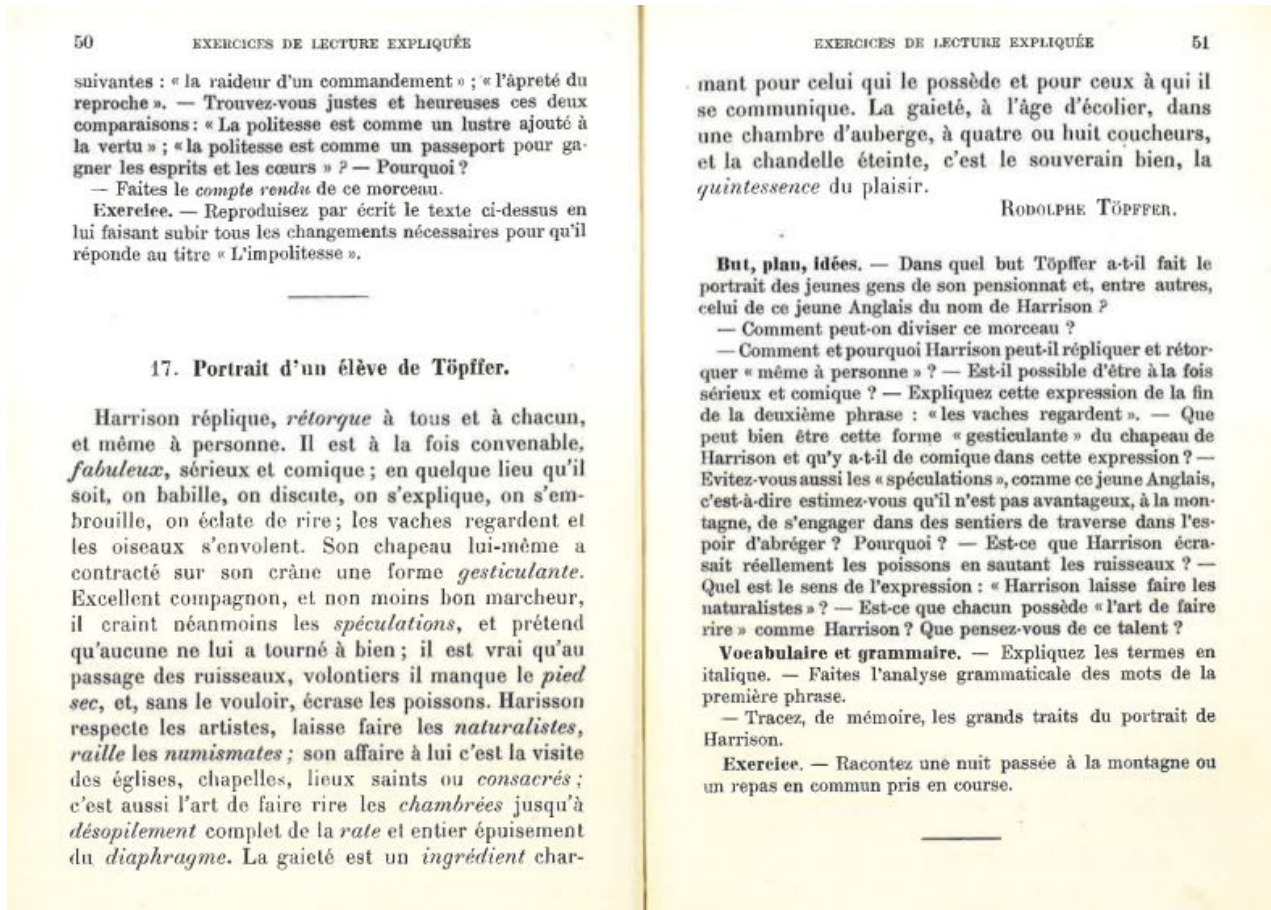 50
EXERCICES DE LECTURE EXPLIQUÉE
suivantes : « la raideur d'un commandement » ; « l'âpreté du
reproche ». — Trouvez-vous justes et heureuses ces deux
comparaisons : « La politesse est comme un lustre ajouté à
la vertu » ; « la politesse est comme un passeport pour ga-
gner les esprits et les cœurs » ? — Pourquoi ?
— Faites le compte rendu de ce morceau.
Exercice. — Reproduisez par écrit le texte ci-dessus en
lui faisant subir tous les changements nécessaires pour qu'il
réponde au titre « L'impolitesse ».
17. Portrait d'un élève de Töpffer.
Harrison réplique, rétorque à tous et à chacun,
et même à personne. Il est à la fois convenable,
fabuleux, sérieux et comique ; en quelque lieu qu'il
soit, on babille, on discute, on s'explique, on s'em-
brouille, on éclate de rire ; les vaches regardent et
les oiseaux s'envolent. Son chapeau lui-même a
contracté sur son crâne une forme gesticulante.
Excellent compagnon, et non moins bon marcheur,
il craint néanmoins les spéculations, et prétend
qu'aucune ne lui a tourné à bien ; il est vrai qu'au
passage des ruisseaux, volontiers il manque le pied
sec, et, sans le vouloir, écrase les poissons. Harisson
respecte les artistes, laisse faire les naturalistes,
raille les numismates ; son affaire à lui c'est la visite
des églises, chapelles, lieux saints ou consacrés ;
c'est aussi l'art de faire rire les chambrées jusqu'à
désopilement complet de la rate et entier épuisement
du diaphragme. La gaieté est un ingrédient char-
EXERCICES DE LECTURE EXPLIQUÉE
51
mant pour celui qui le possède et pour ceux à qui il
se communique. La gaieté, à l'âge d'écolier, dans
une chambre d'auberge, à quatre ou huit coucheurs,
et la chandelle éteinte, c'est le souverain bien, la
quintessence du plaisir.
RODOLPHE TÖPFFER.
But, plan, idées. — Dans quel but Töpffer a-t-il fait le
portrait des jeunes gens de son pensionnat et, entre autres,
celui de ce jeune Anglais du nom de Harrison ?
— Comment peut-on diviser ce morceau ?
— Comment et pourquoi Harrison peut-il répliquer et rétor-
quer « même à personne » ? — Est-il possible d'être à la fois
sérieux et comique ? — Expliquez cette expression de la fin
de la deuxième phrase : « les vaches regardent ». — Que
peut bien être cette forme « gesticulante » du chapeau de
Harrison et qu'y a-t-il de comique dans cette expression ? —
Evitez-vous aussi les « spéculations », comme ce jeune Anglais,
c'est-à-dire estimez-vous qu'il n'est pas avantageux, à la mon-
tagne, de s'engager dans des sentiers de traverse dans l'es-
poir d'abréger ? Pourquoi ? — Est-ce que Harrison écra-
sait réellement les poissons en sautant les ruisseaux ? —
Quel est le sens de l'expression : « Harrison laisse faire les
naturalistes » ? — Est-ce que chacun possède « l'art de faire
rire » comme Harrison ? Que pensez-vous de ce talent ?
Vocabulaire et grammaire. — Expliquez les termes en
italique. — Faites l'analyse grammaticale des mots de la
première phrase.
— Tracez, de mémoire, les grands traits du portrait de
Harrison.
Exercice. — Racontez une nuit passée à la montagne ou
un repas en commun pris en course.